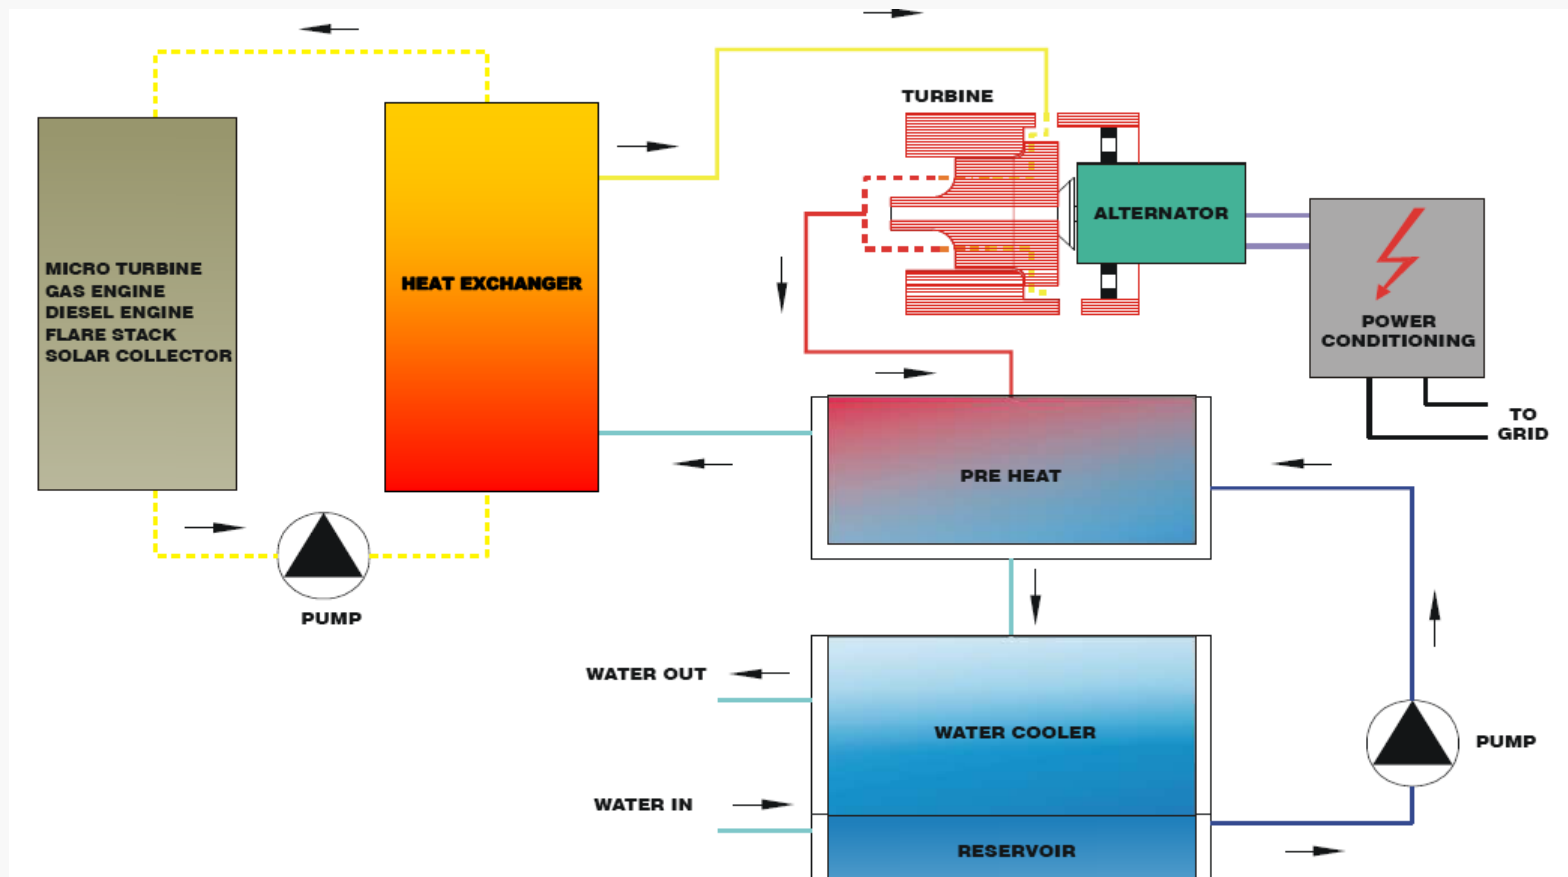 TURBINE
ALTERNATOR
MICRO TURBINE
GAS ENGINE
DIESEL ENGINE
FLARE STACK
SOLAR COLLECTOR
HEAT EXCHANGER
POWER
CONDITIONING
TO
GRID
PRE HEAT
PUMP
WATER OUT
WATER COOLER
PUMP
WATER IN
RESERVOIR